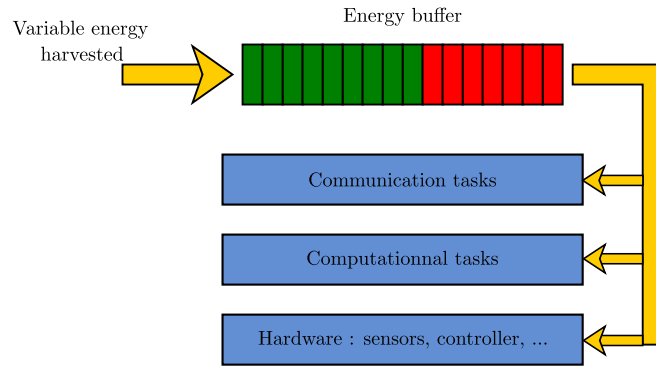 Energy buffer
Variable energy
harvested
Communication tasks
Computationnal tasks
Hardware : sensors, controller, ...